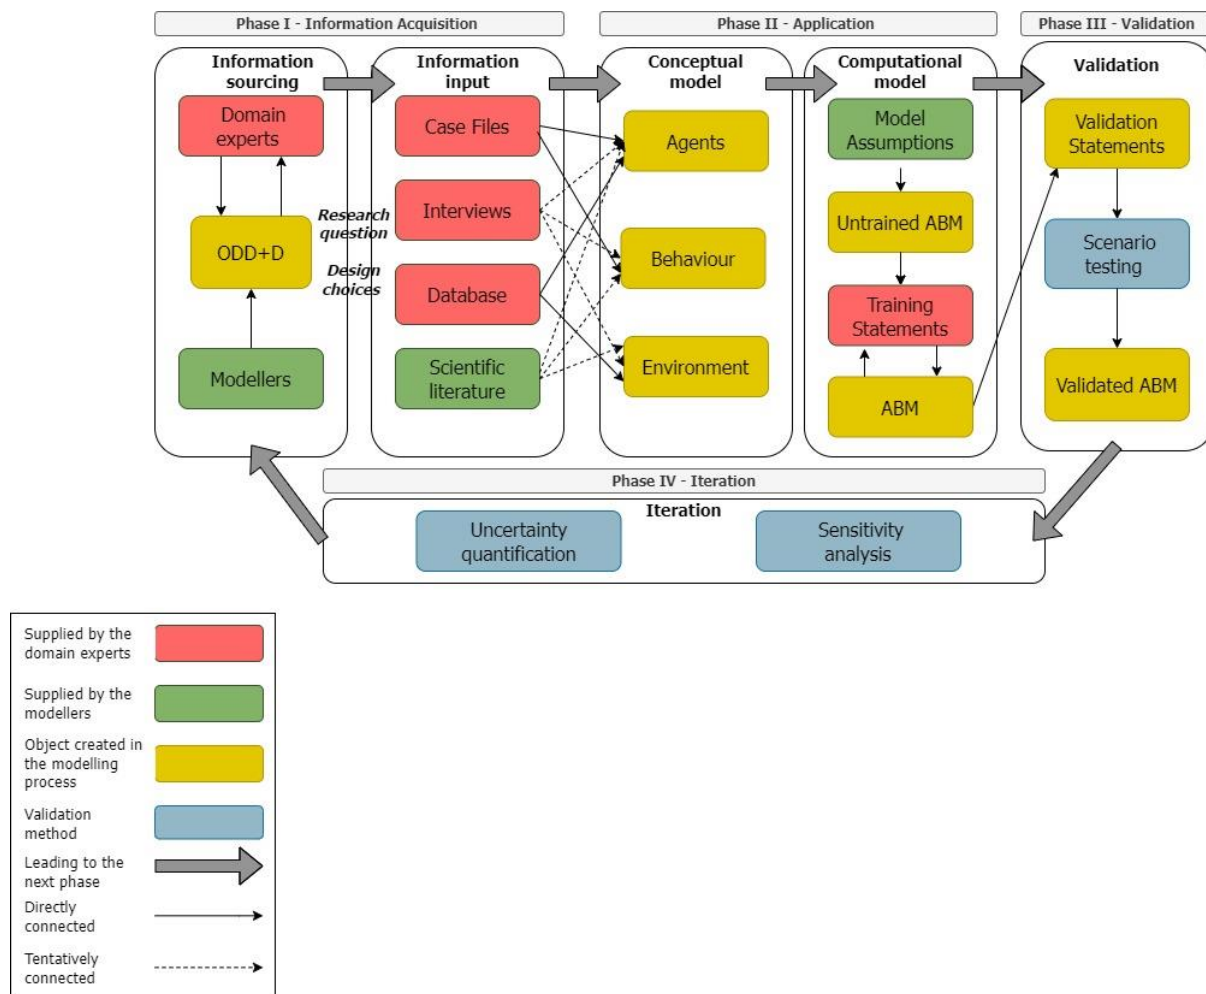 Phase I - Information Acquisition
Phase II - Application
Phase III - Validation
Information
sourcing
Domain
experts
ODD+D
Modellers
Research
question
Design
choices
Information
input
Case Files
Interviews
Database
Scientific
literature
Conceptual
model
Agents
Behaviour
Environment
Computational
model
Model
Assumptions
Untrained ABM
Training
Statements
ABM
Validation
Validation
Statements
Scenario
testing
Validated ABM
Phase IV - Iteration
Iteration
Uncertainty
quantification
Sensitivity
analysis
Supplied by the
domain experts
Supplied by the
modellers
Object created in
the modelling
process
Validation
method
Leading to the
next phase
Directly
connected
Tentatively
connected